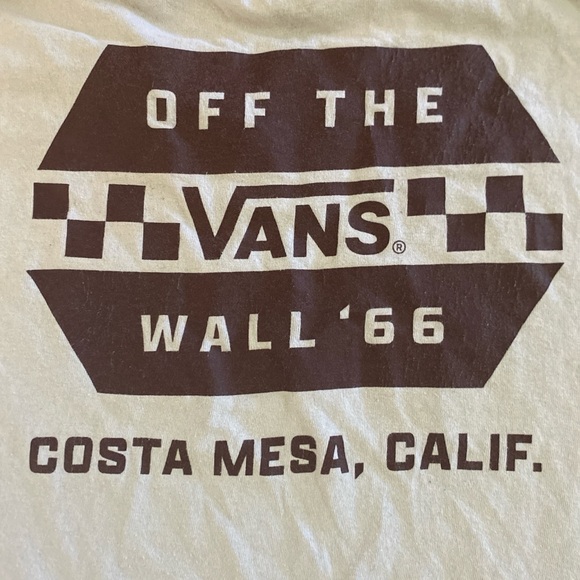 OFF THE
VANS®
WALL '66
COSTA MESA, CALIF.